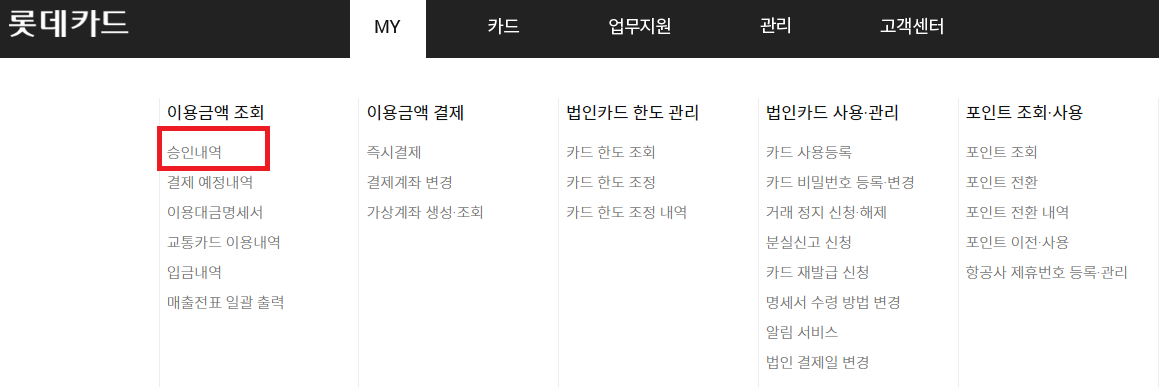 롯데카드
MY
카드
업무지원
관리
고객센터
이용금액 조회
승인내역
결제 예정내역
이용대금명세서
교통카드 이용내역
입금내역
매출전표 일괄 출력
이용금액 결제
즉시결제
결제계좌 변경
가상계좌 생성·조회
법인카드 한도 관리
카드 한도 조회
카드 한도 조정
카드 한도 조정 내역
법인카드 사용·관리
카드 사용등록
카드 비밀번호 등록·변경
거래 정지 신청·해제
분실신고 신청
카드 재발급 신청
명세서 수령 방법 변경
알림 서비스
법인 결제일 변경
포인트 조회·사용
포인트 조회
포인트 전환
포인트 전환 내역
포인트 이전·사용
항공사 제휴번호 등록·관리